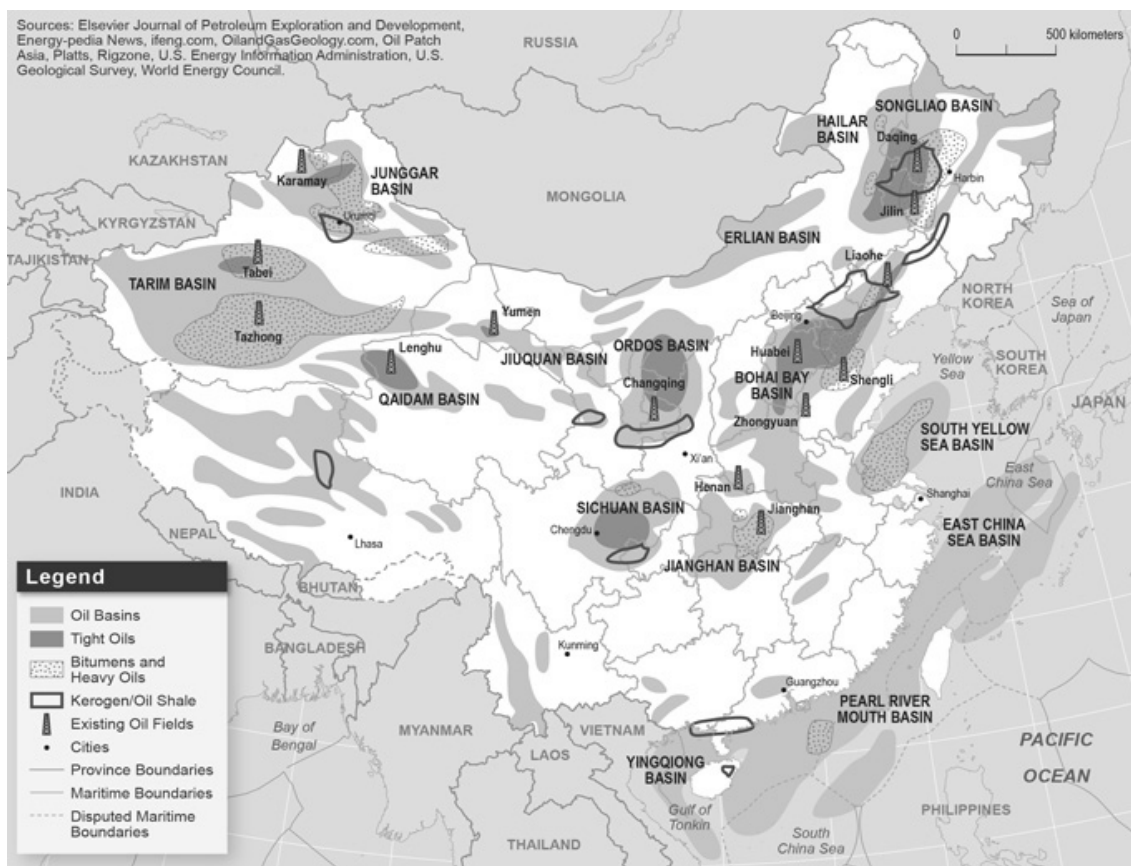 Sources: Elsevier Journal of Petroleum Exploration and Development,
Energy-pedia News, ifeng.com, OilandGasGeology.com, Oil Patch
Asia, Platts, Rigzone, U.S. Energy Information Administration, U.S.
Geological Survey, World Energy Council.
RUSSIA
0 500 kilometers
SONGLIAO BASIN
HAILAR
BASIN
Daqing
Harbin
Jilin
KAZAKHSTAN
Karamay
JUNGGAR
BASIN
Urumqi
MONGOLIA
KYRGYZSTAN
TAJIKISTAN
ERLIAN BASIN
Liaohe
Tabei
TARIM BASIN
Tazhong
Yumen
Lenghu
JIUQUAN BASIN
QAIDAM BASIN
ORDOS BASIN
Changqing
Beijing
Huabei
BOHAI BAY
BASIN
Shengli
Zhongyuan
NORTH
KOREA
Sea of
Japan
Yellow
Sea
SOUTH
KOREA
JAPAN
SOUTH YELLOW
SEA BASIN
Xi'an
Henan
East
China Sea
Shanghai
INDIA
SICHUAN BASIN
Chengdu
Jianghan
JIANGHAN BASIN
EAST CHINA
SEA BASIN
NEPAL
Lhasa
BHUTAN
BANGLADESH
Kunming
Guangzhou
PEARL RIVER
MOUTH BASIN
Bay of
Bengal
MYANMAR
VIETNAM
LAOS
YINGQIONG
BASIN
Gulf of
Tonkin
THAILAND
South
China Sea
PACIFIC
OCEAN
PHILIPPINES
Legend
Oil Basins
Tight Oils
Bitumens and
Heavy Oils
Kerogen/Oil Shale
Existing Oil Fields
Cities
Province Boundaries
Maritime Boundaries
Disputed Maritime
Boundaries